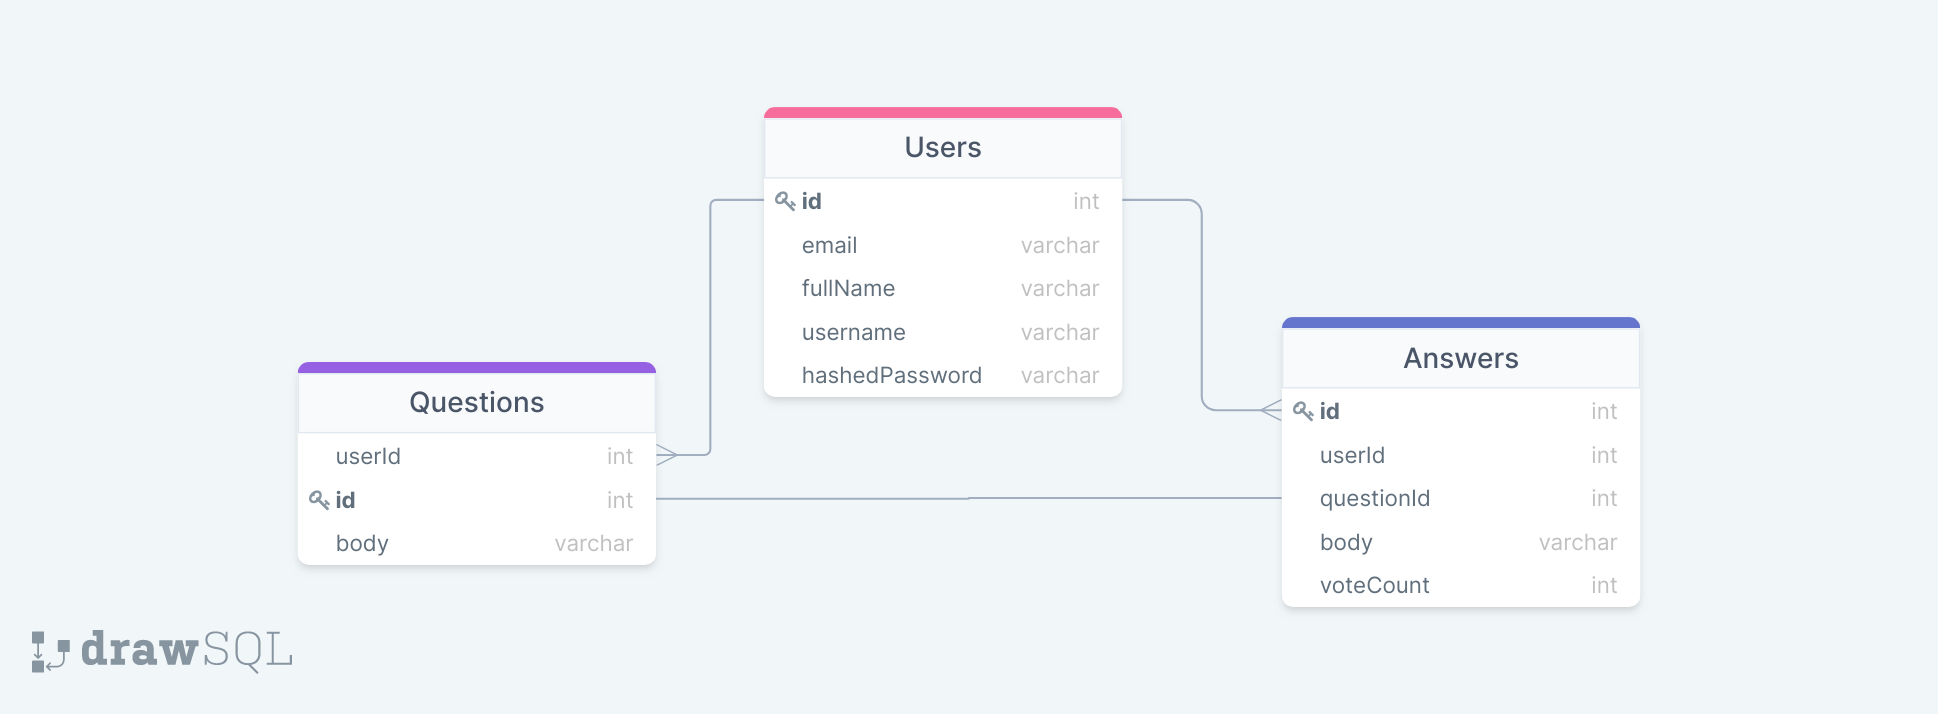 Users
id int
email varchar
fullName varchar
username varchar
hashedPassword varchar
Questions
userId int
id int
body varchar
Answers
id int
userId int
questionId int
body varchar
voteCount int
drawSQL